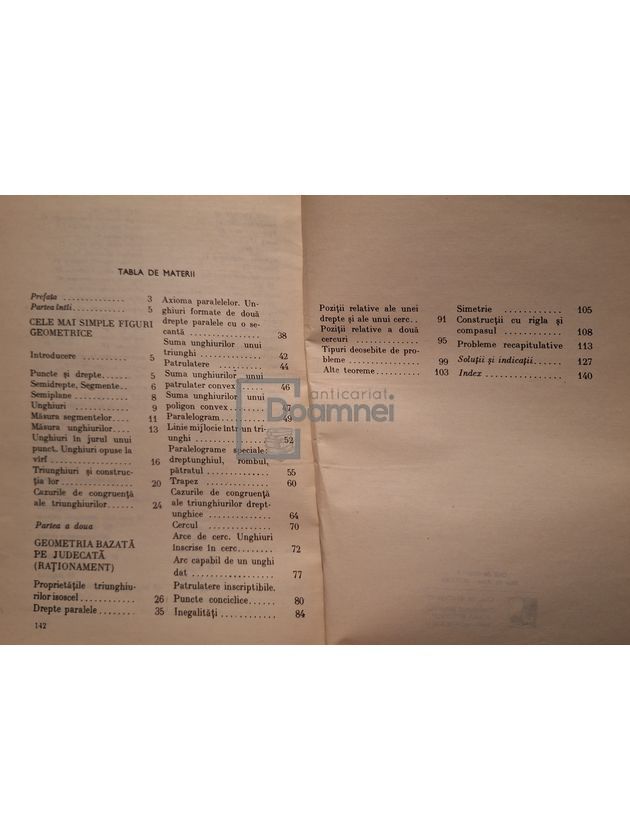 TABLA DE MATERII
Prefața ............. 3
Partea întîi ........... 5
CELE MAI SIMPLE FIGURI
GEOMETRICE
Introducere ........... 5
Puncte și drepte ...... 5
Semidrepte, Segmente .. 6
Semiplane ........... 8
Unghiuri ............ 9
Măsura segmentelor .... 11
Măsura unghiurilor .... 13
Unghiuri în jurul unui
punct. Unghiuri opuse la
vîrf ............... 16
Triunghiuri și construc-
ția lor ............. 20
Cazurile de congruență
ale triunghiurilor ..... 24
Partea a doua
GEOMETRIA BAZATĂ
PE JUDECATĂ
(RAȚIONAMENT)
Proprietățile triunghiu-
rilor isoscel ........... 26
Drepte paralele ........ 35
142
Axioma paralelelor. Un-
ghiuri formate de două
drepte paralele cu o se-
cantă ............. 38
Suma unghiurilor unui
triunghi ............ 42
Patrulatere .......... 44
Suma unghiurilor unui
patrulater convex ..... 46
Suma unghiurilor unui
poligon convex ....... 47
Paralelogram ......... 49
Linie mijlocie într-un tri-
unghi ............. 52
Paralelograme speciale:
dreptunghiul, rombul,
pătratul ............ 55
Trapez ............. 60
Cazurile de congruență
ale triunghiurilor drept-
unghice ............. 64
Cercul ............. 70
Arce de cerc. Unghiuri
înscrise în cerc ........ 72
Arc capabil de un unghi
dat ............... 77
Patrulatere inscriptibile.
Puncte conciclice ...... 80
Inegalități ........... 84
Poziții relative ale unei
drepte și ale unui cerc .. 91
Poziții relative a două
cercuri ............. 95
Tipuri deosebite de pro-
bleme .............. 99
Alte teoreme ......... 103
Simetrie ............ 105
Construcții cu rigla și
compasul ............ 108
Probleme recapitulative 113
Soluții și indicații ...... 127
Index .............. 140
anticariat
Doamnei